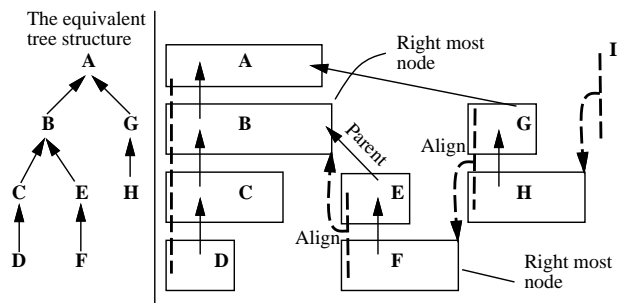 The equivalent
tree structure
A
B G
C E H
D F
A
Right most
node
I
B
Parent
G
Align
C
E
H
Align
D
F
Right most
node